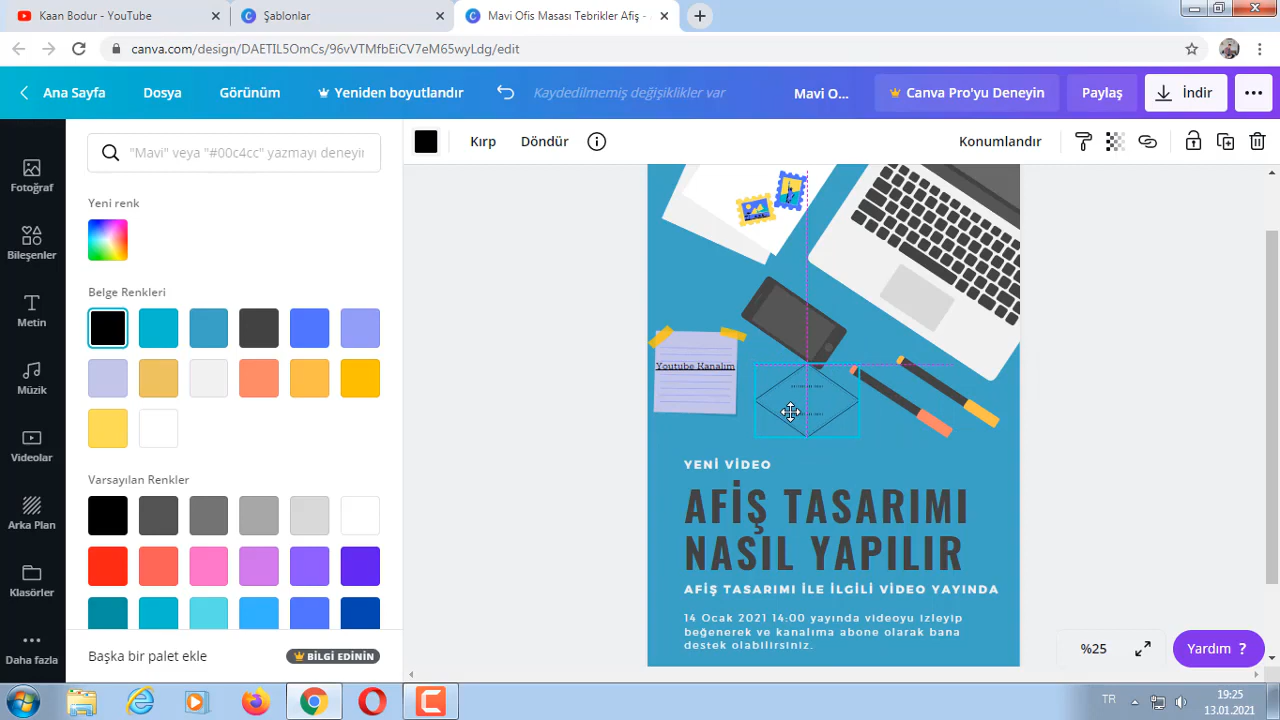 Kaan Bodur - YouTube
Şablonlar
Mavi Ofis Masası Tebrikler Afiş -
canva.com/design/DAETIL5OmCs/96vVTMfbEiCV7eM65wyLdg/edit
Ana Sayfa
Dosya
Görünüm
Yeniden boyutlandır
Kaydedilmemiş değişiklikler var
Mavi O...
Canva Pro'yu Deneyin
Paylaş
İndir
"Mavi" veya "#00c4cc" yazmayı deneyin
Kırp
Döndür
Konumlandır
Fotoğraf
Bileşenler
Metin
Müzik
Videolar
Arka Plan
Klasörler
Daha fazla
Yeni renk
Belge Renkleri
Varsayılan Renkler
Başka bir palet ekle
BİLGİ EDİNİN
Youtube Kanalım
YENİ VİDEO
AFİŞ TASARIMI
NASIL YAPILIR
AFİŞ TASARIMI İLE İLGİLİ VİDEO YAYINDA
14 Ocak 2021 14:00 yayında videoyu izleyip
beğenerek ve kanalıma abone olarak bana
destek olabilirsiniz.
%25
Yardım ?
TR
19:25
13.01.2021